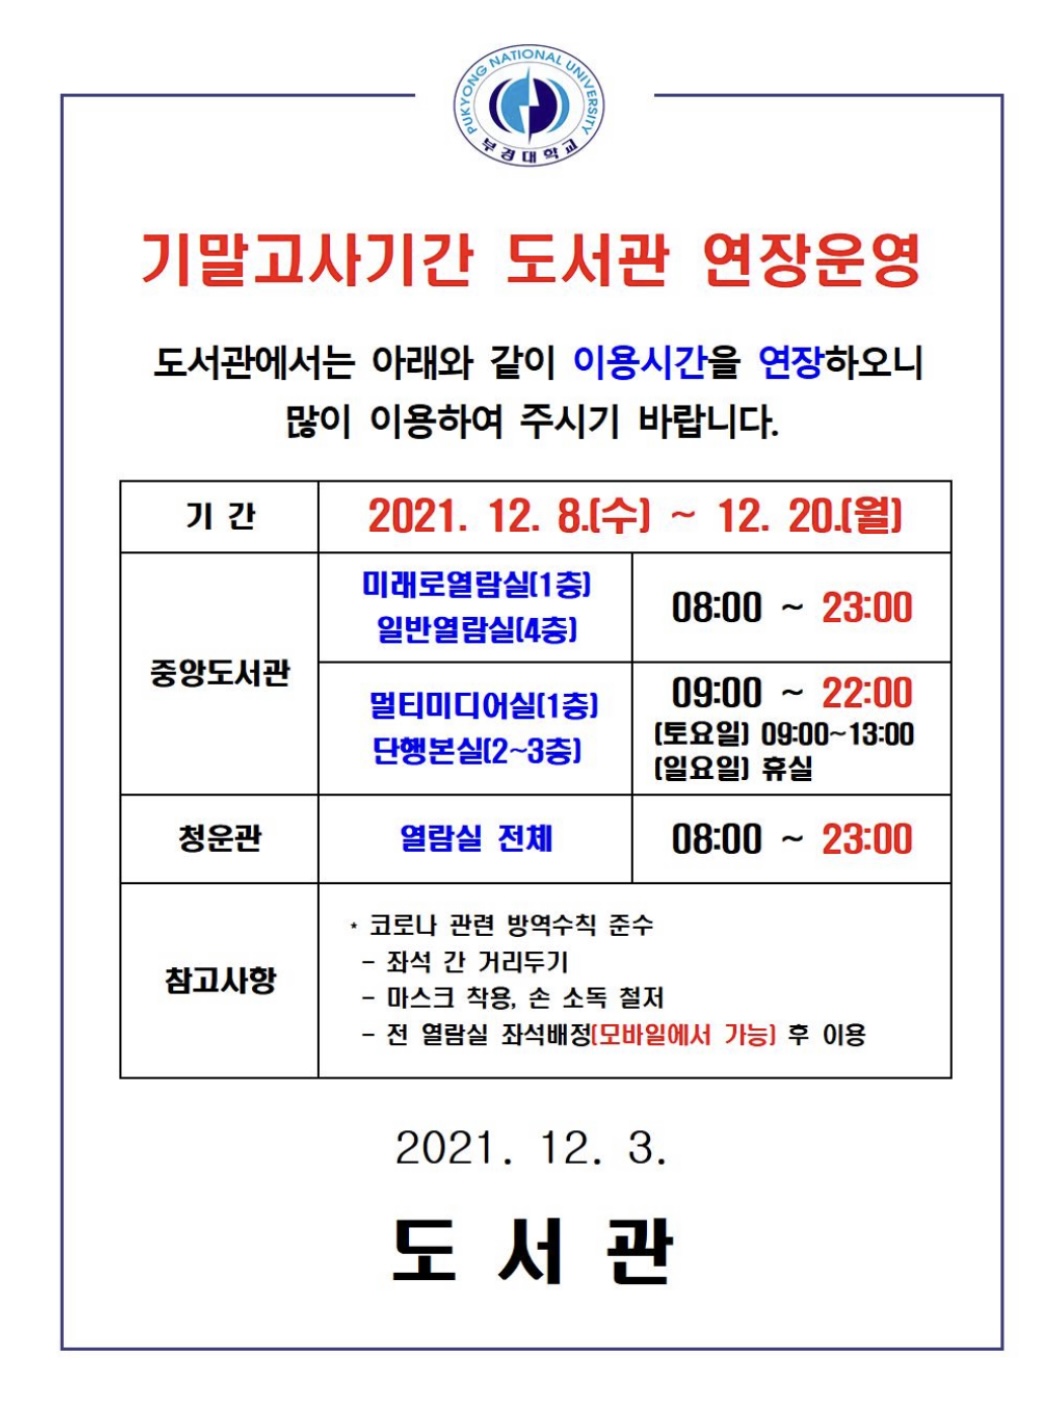 PUKYONG NATIONAL UNIVERSITY
부경대학교
기말고사기간 도서관 연장운영
도서관에서는 아래와 같이 이용시간을 연장하오니
많이 이용하여 주시기 바랍니다.
기 간
2021. 12. 8.(수) ~ 12. 20.(월)
중앙도서관
미래로열람실(1층)
일반열람실(4층)
08:00 ~ 23:00
멀티미디어실(1층)
단행본실(2~3층)
09:00 ~ 22:00
(토요일) 09:00~13:00
(일요일) 휴실
청운관
열람실 전체
08:00 ~ 23:00
참고사항
* 코로나 관련 방역수칙 준수
- 좌석 간 거리두기
- 마스크 착용, 손 소독 철저
- 전 열람실 좌석배정(모바일에서 가능) 후 이용
2021. 12. 3.
도 서 관